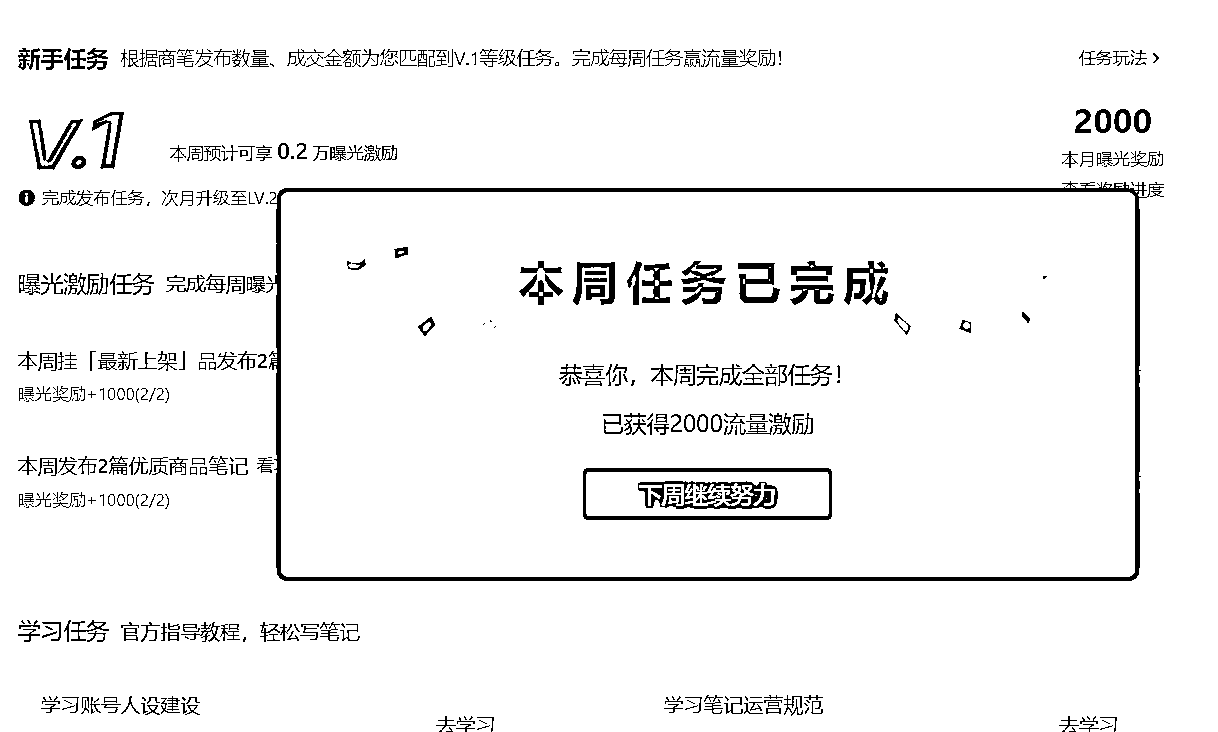 新手任务 根据商笔发布数量、成交金额为您匹配到V.1等级任务。完成每周任务赢流量奖励！ 任务玩法 >
V.1 本周预计可享 0.2 万曝光激励
2000
本月曝光奖励
查看奖励进度
完成发布任务，次月升级至LV.2
曝光激励任务 完成每周曝光
本周任务已完成
本周挂「最新上架」品发布2篇
曝光奖励+1000(2/2)
恭喜你，本周完成全部任务！
已获得2000流量激励
本周发布2篇优质商品笔记 看
曝光奖励+1000(2/2)
下周继续努力
学习任务 官方指导教程，轻松写笔记
学习账号人设建设
去学习
学习笔记运营规范
去学习